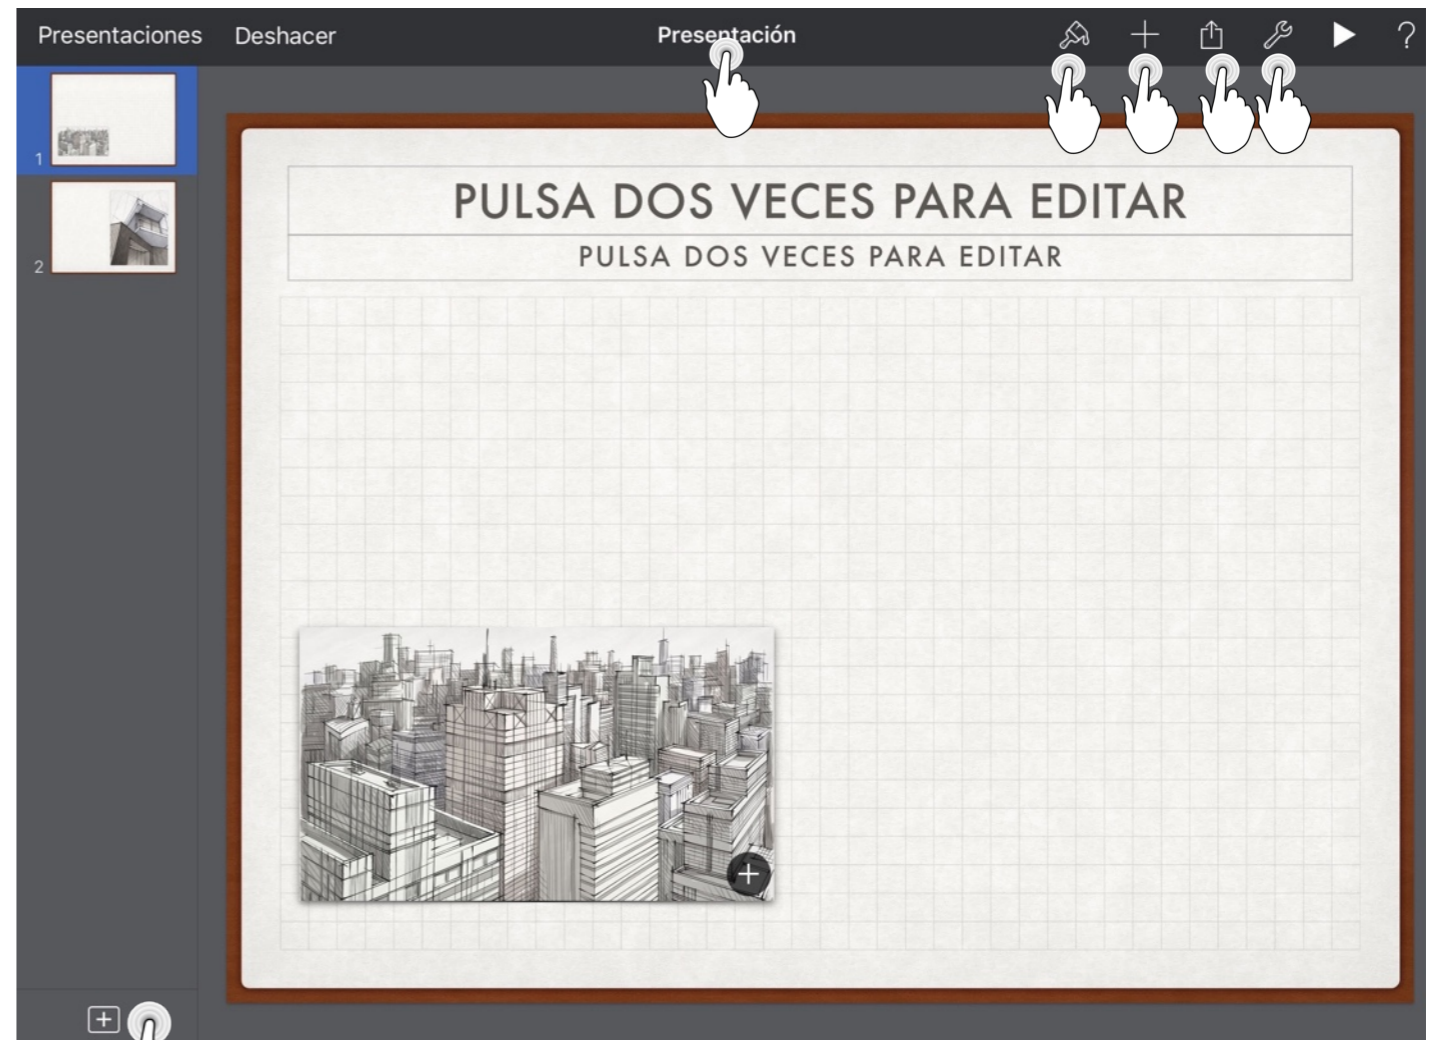 Presentaciones Deshacer Presentación ?
1
2
PULSA DOS VECES PARA EDITAR
PULSA DOS VECES PARA EDITAR